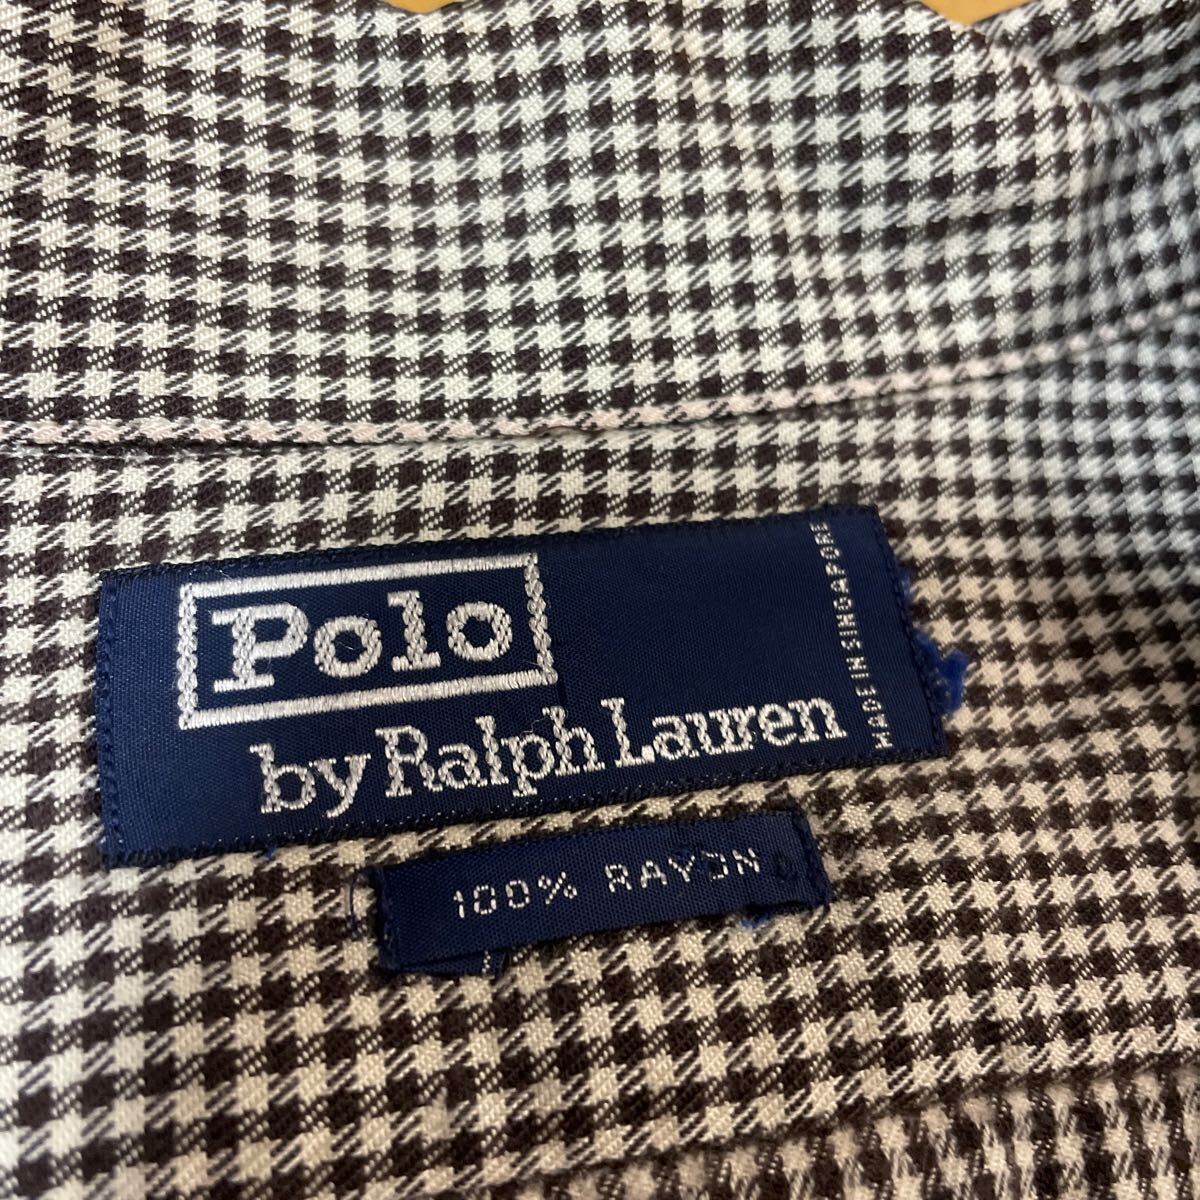 Polo
by Ralph Lauren
MADE IN SINGAPORE
100% RAYON